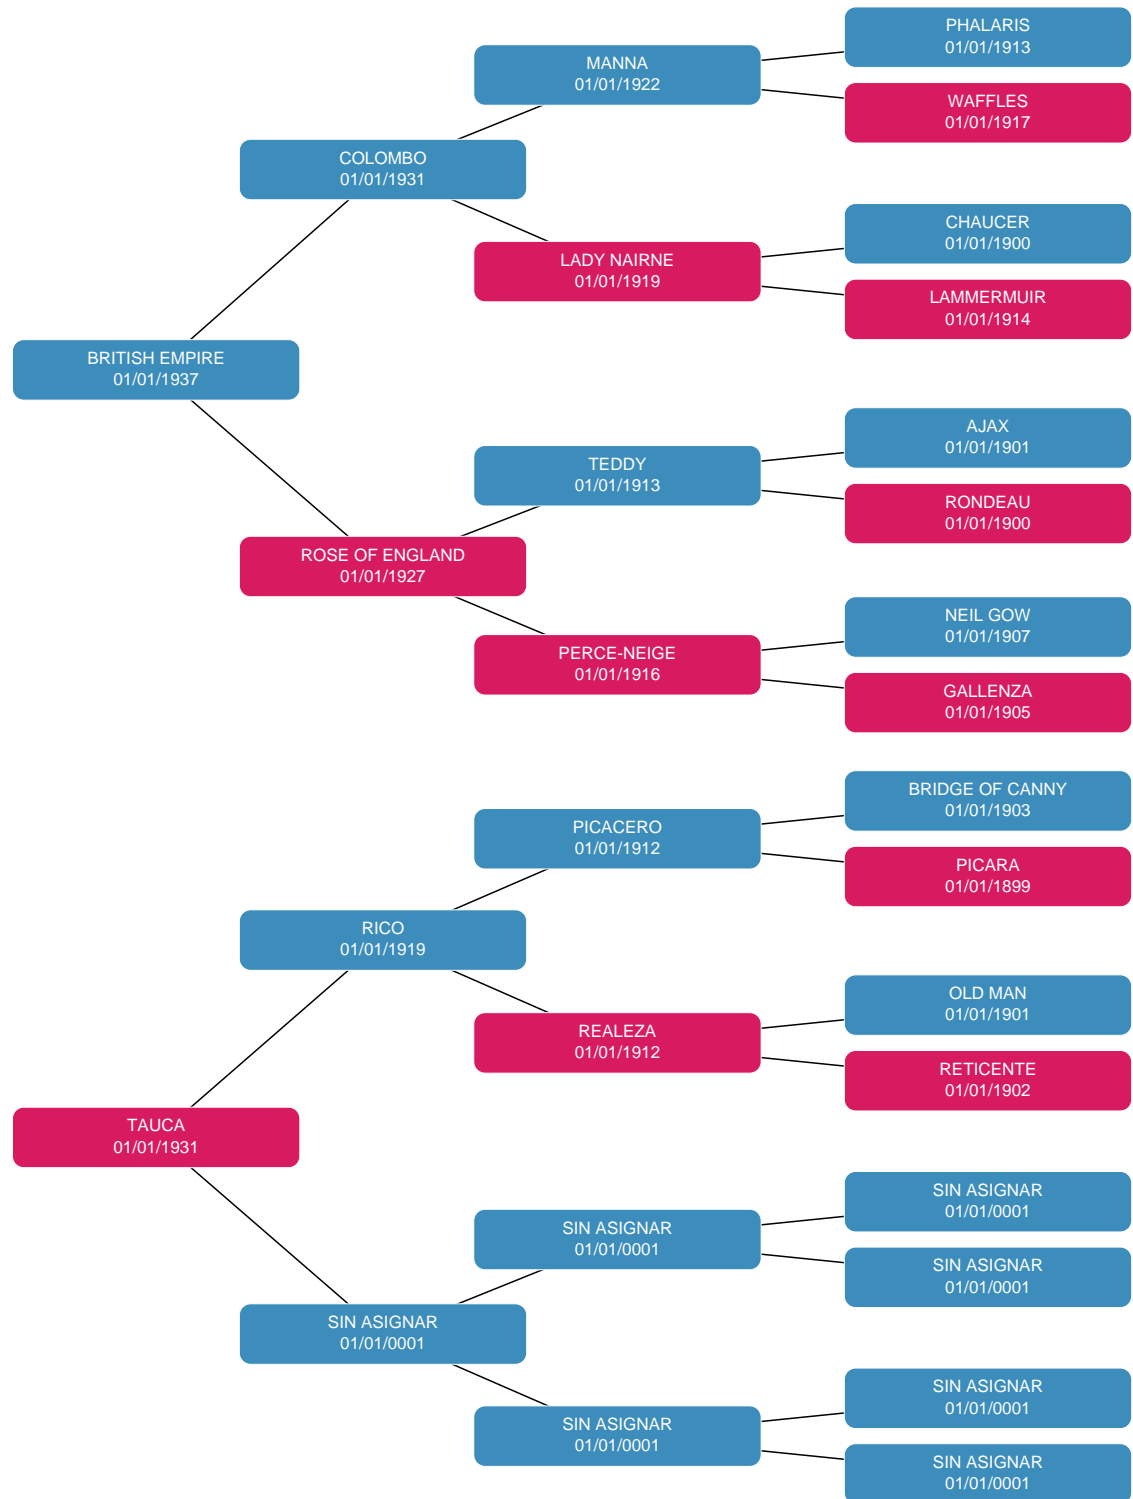 PHALARIS
01/01/1913
MANNA
01/01/1922
WAFFLES
01/01/1917
COLOMBO
01/01/1931
CHAUCER
01/01/1900
LADY NAIRNE
01/01/1919
LAMMERMUIR
01/01/1914
BRITISH EMPIRE
01/01/1937
AJAX
01/01/1901
TEDDY
01/01/1913
RONDEAU
01/01/1900
ROSE OF ENGLAND
01/01/1927
NEIL GOW
01/01/1907
PERCE-NEIGE
01/01/1916
GALLENZA
01/01/1905
BRIDGE OF CANNY
01/01/1903
PICACERO
01/01/1912
PICARA
01/01/1899
RICO
01/01/1919
OLD MAN
01/01/1901
REALEZA
01/01/1912
RETICENTE
01/01/1902
TAUCA
01/01/1931
SIN ASIGNAR
01/01/0001
SIN ASIGNAR
01/01/0001
SIN ASIGNAR
01/01/0001
SIN ASIGNAR
01/01/0001
SIN ASIGNAR
01/01/0001
SIN ASIGNAR
01/01/0001
SIN ASIGNAR
01/01/0001